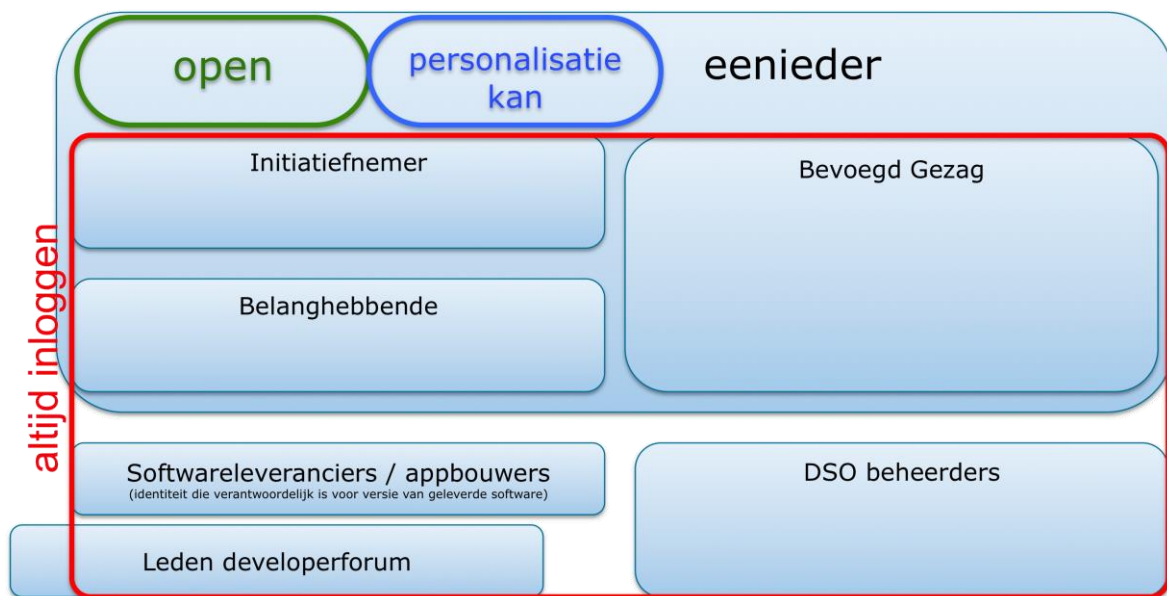 open
personalisatie
kan
eenieder
Initiatiefnemer
Bevoegd Gezag
altijd inloggen
Belanghebbende
Softwareleveranciers / appbouwers
(identiteit die verantwoordelijk is voor versie van geleverde software)
DSO beheerders
Leden developerforum